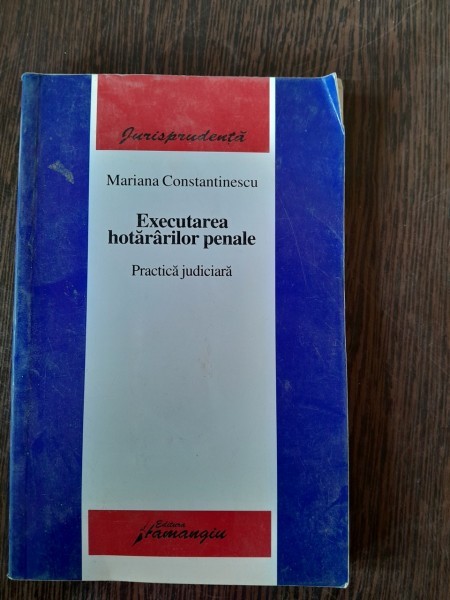 Jurisprudență
Mariana Constantinescu
Executarea
hotărârilor penale
Practică judiciară
Editura
Hamangiu